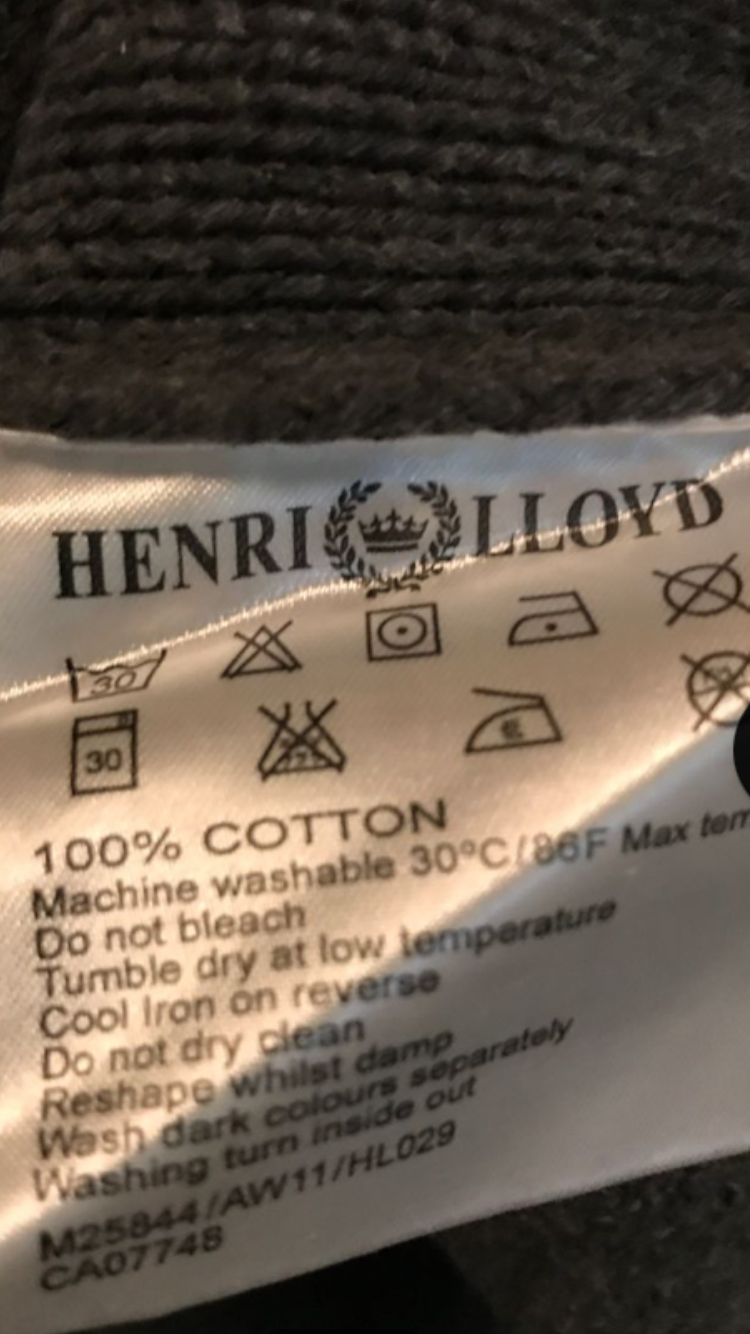 HENRI LLOYD
30
30
100% COTTON
Machine washable 30°C/86F Max tem
Do not bleach
Tumble dry at low temperature
Cool Iron on reverse
Do not dry clean
Reshape whilst damp
Wash dark colours separately
Washing turn inside out
M25844/AW11/HL029
CA07748